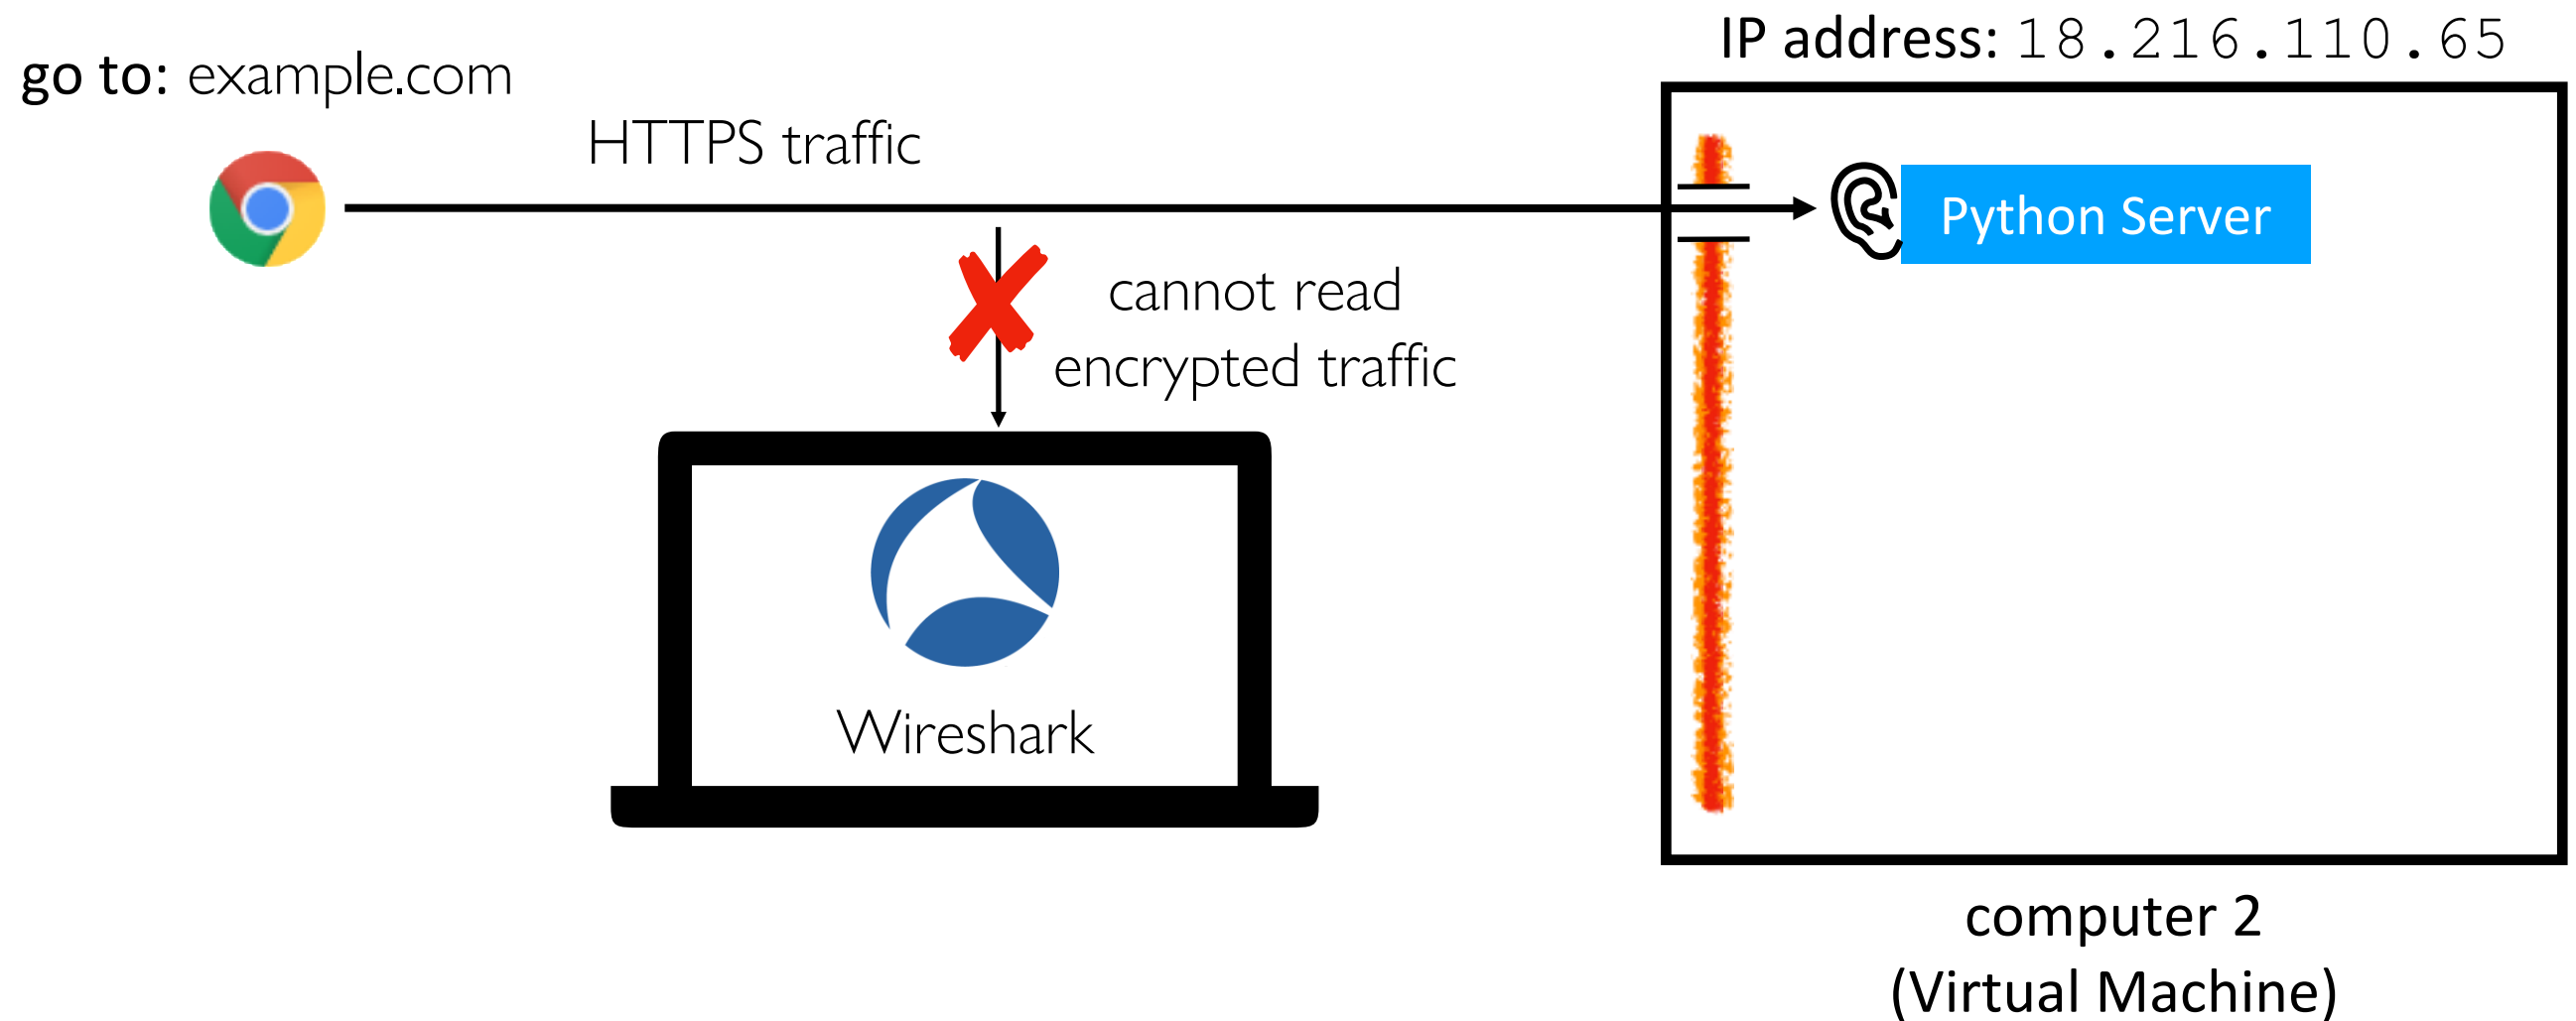 IP address: 18.216.110.65
go to: example.com
HTTPS traffic
Python Server
cannot read
encrypted traffic
Wireshark
computer 2
(Virtual Machine)